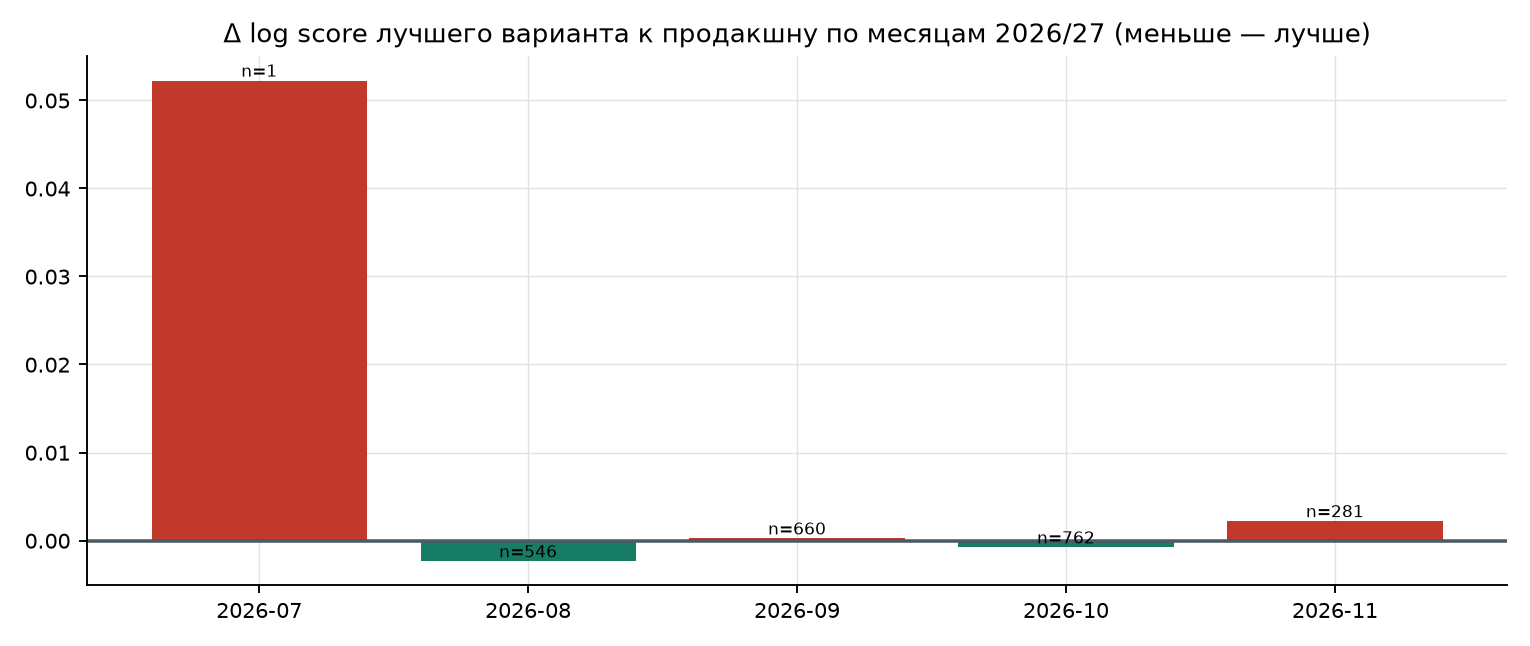 Δ log score лучшего варианта к продакшну по месяцам 2026/27 (меньше — лучше)
0.05
0.04
0.03
0.02
0.01
0.00
n=1
n=546
n=660
n=762
n=281
2026-07
2026-08
2026-09
2026-10
2026-11